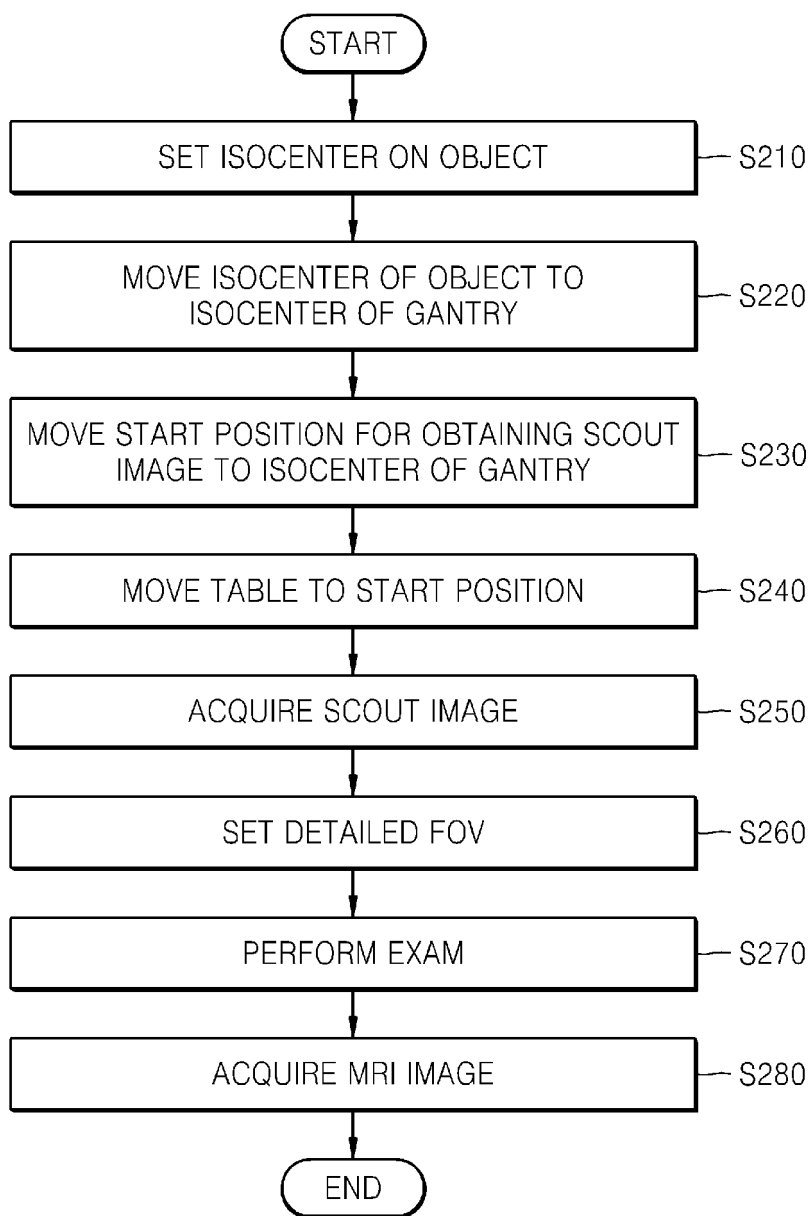 START
SET ISOCENTER ON OBJECT
S210
MOVE ISOCENTER OF OBJECT TO
ISOCENTER OF GANTRY
S220
MOVE START POSITION FOR OBTAINING SCOUT
IMAGE TO ISOCENTER OF GANTRY
S230
MOVE TABLE TO START POSITION
S240
ACQUIRE SCOUT IMAGE
S250
SET DETAILED FOV
S260
PERFORM EXAM
S270
ACQUIRE MRI IMAGE
S280
END